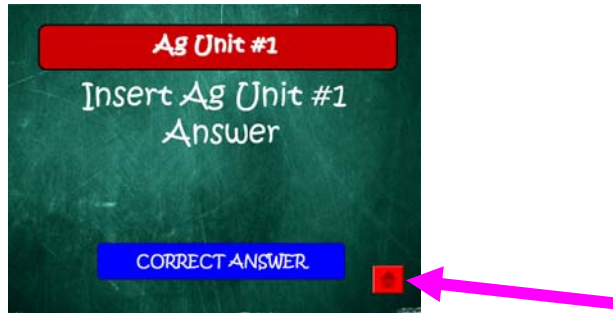 Ag Unit #1
Insert Ag Unit #1
Answer
CORRECT ANSWER